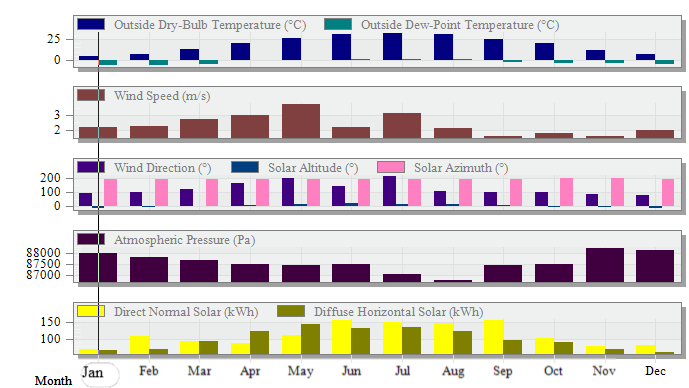 Outside Dry-Bulb Temperature (°C) Outside Dew-Point Temperature (°C)
25
0
Wind Speed (m/s)
3
2
Wind Direction (°) Solar Altitude (°) Solar Azimuth (°)
200
100
0
Atmospheric Pressure (Pa)
88000
87500
87000
Direct Normal Solar (kWh) Diffuse Horizontal Solar (kWh)
150
100
Month Jan Feb Mar Apr May Jun Jul Aug Sep Oct Nov Dec